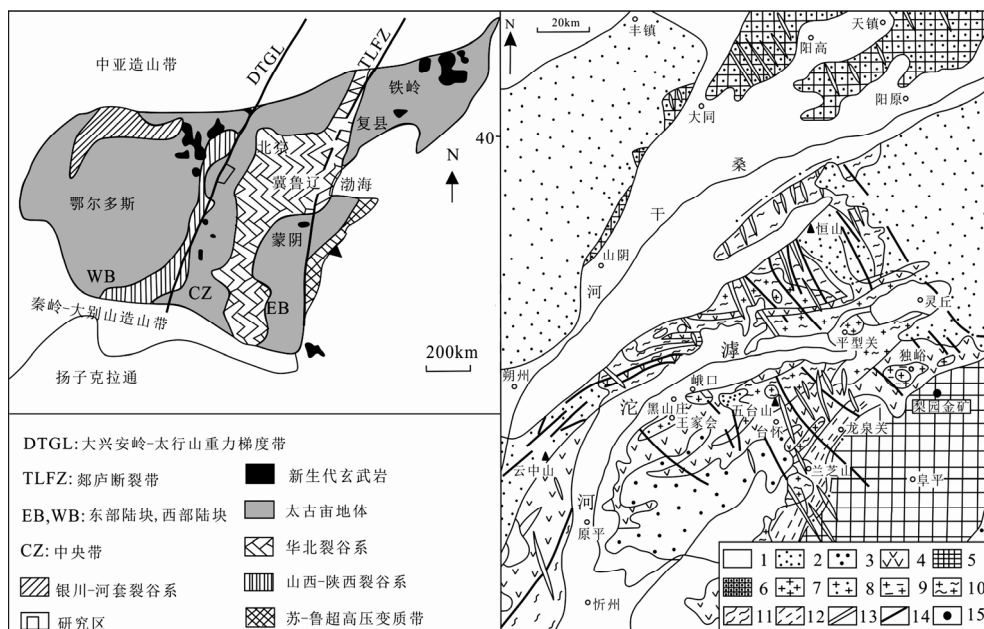 中亚造山带
DTGL
TLFZ
铁岭
复县
北京
冀鲁辽
渤海
40
N
鄂尔多斯
蒙阴
WB
CZ
EB
秦岭-大别山造山带
扬子克拉通
200km
DTGL:大兴安岭-太行山重力梯度带
TLFZ:郯庐断裂带
EB,WB:东部陆块,西部陆块
CZ:中央带
银川-河套裂谷系
研究区
新生代玄武岩
太古宙地体
华北裂谷系
山西-陕西裂谷系
苏-鲁超高压变质带
N
20km
丰镇
天镇
阳高
大同
阳原
桑
干
河
恒山
山阴
灵丘
平型关
滹
沱
河
朔州
峨口
独峪
黑山庄
王家会
五台山
台怀
梨园金矿
龙泉关
云中山
兰芝山
阜平
原平
忻州
1 2 3 4 5
6 7 8 9 10
11 12 13 14 15